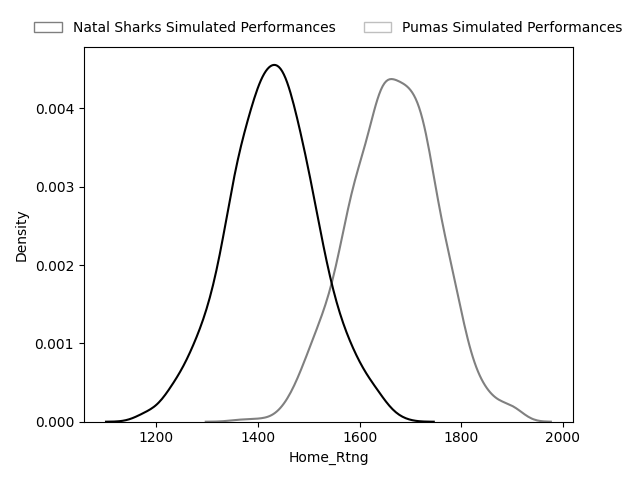 Natal Sharks Simulated Performances
Pumas Simulated Performances
0.004
0.003
0.002
0.001
0.000
Density
1200
1400
1600
1800
2000
Home_Rtng